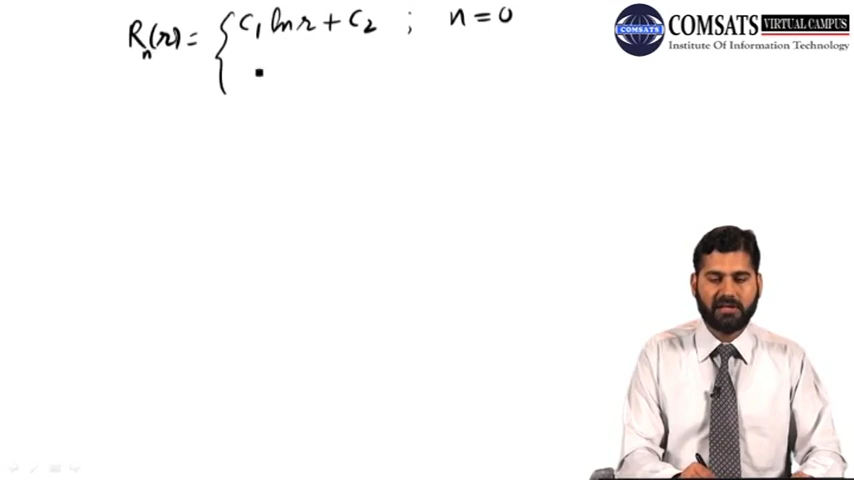 Rₙ(r) = { C₁ ln r + C₂ ; n = 0
COMSATS
COMSATS VIRTUAL CAMPUS
Institute Of Information Technology